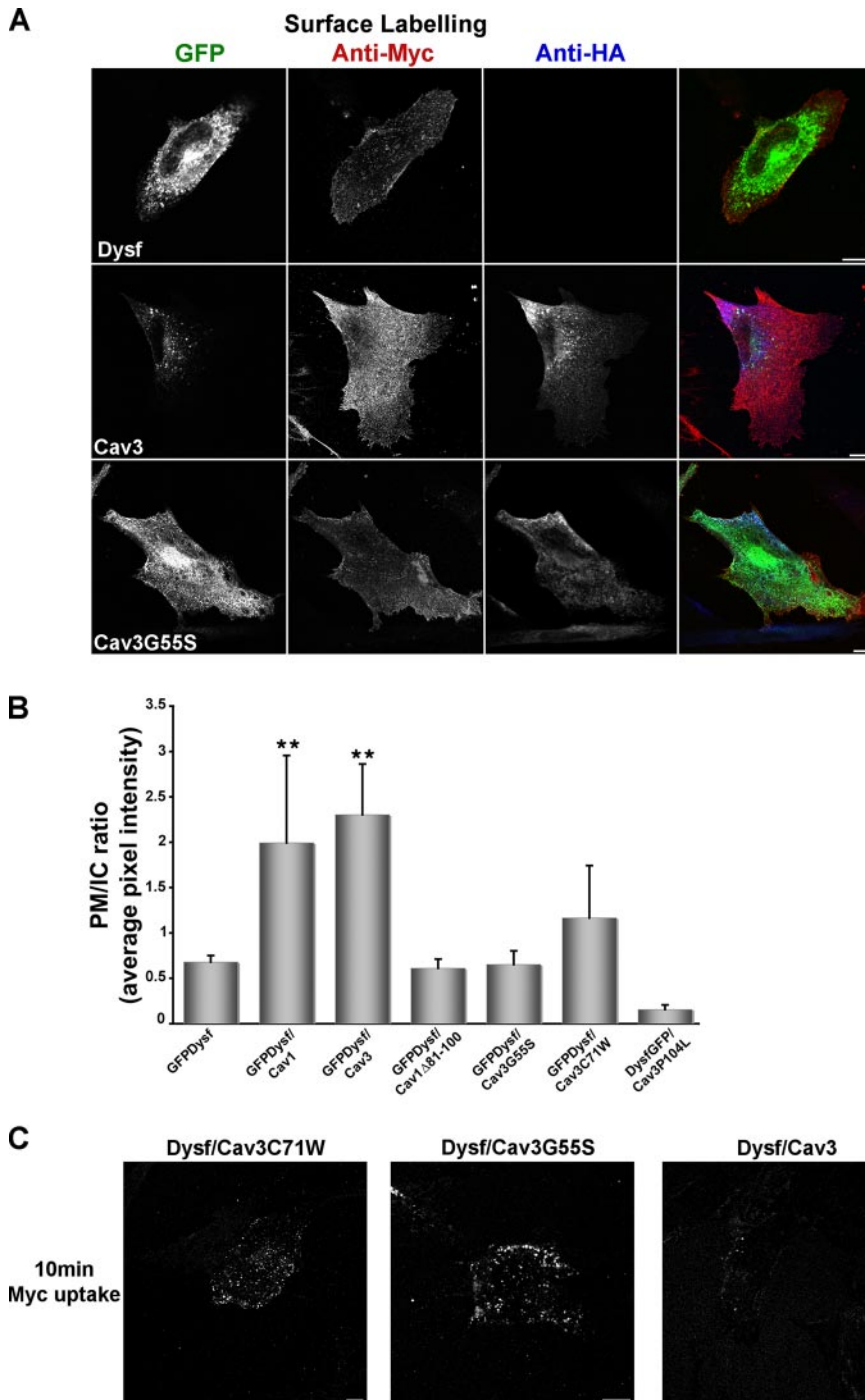 A
Surface Labelling
GFP
Anti-Myc
Anti-HA
Dysf
Cav3
Cav3G55S
B
PM/IC ratio
(average pixel intensity)
3.5
3
2.5
2
1.5
1
0.5
0
**
**
GFPDysf
GFPDysf/
Cav1
GFPDysf/
Cav3
GFPDysf/
Cav1Δ81-100
GFPDysf/
Cav3G55S
GFPDysf/
Cav3C71W
DysfGFP/
Cav3P104L
C
Dysf/Cav3C71W
Dysf/Cav3G55S
Dysf/Cav3
10min
Myc uptake